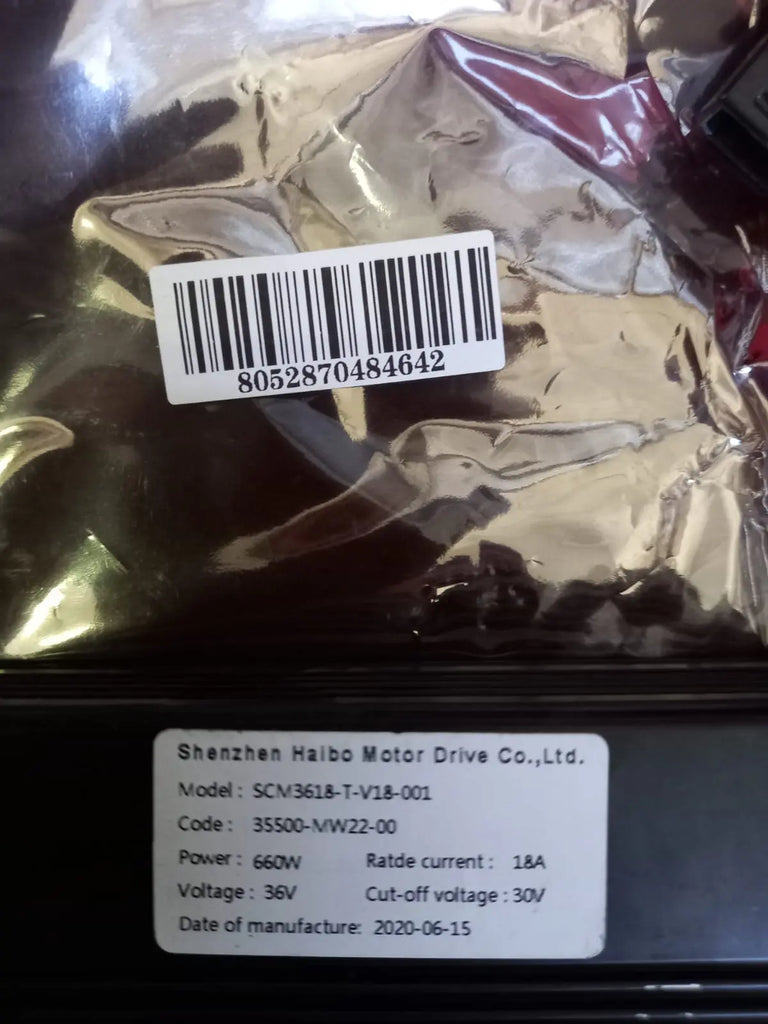 8052870484642
Shenzhen Haibo Motor Drive Co.,Ltd.
Model : SCM3618-T-V18-001
Code : 35500-MW22-00
Power : 660W Ratde current : 18A
Voltage : 36V Cut-off voltage : 30V
Date of manufacture: 2020-06-15